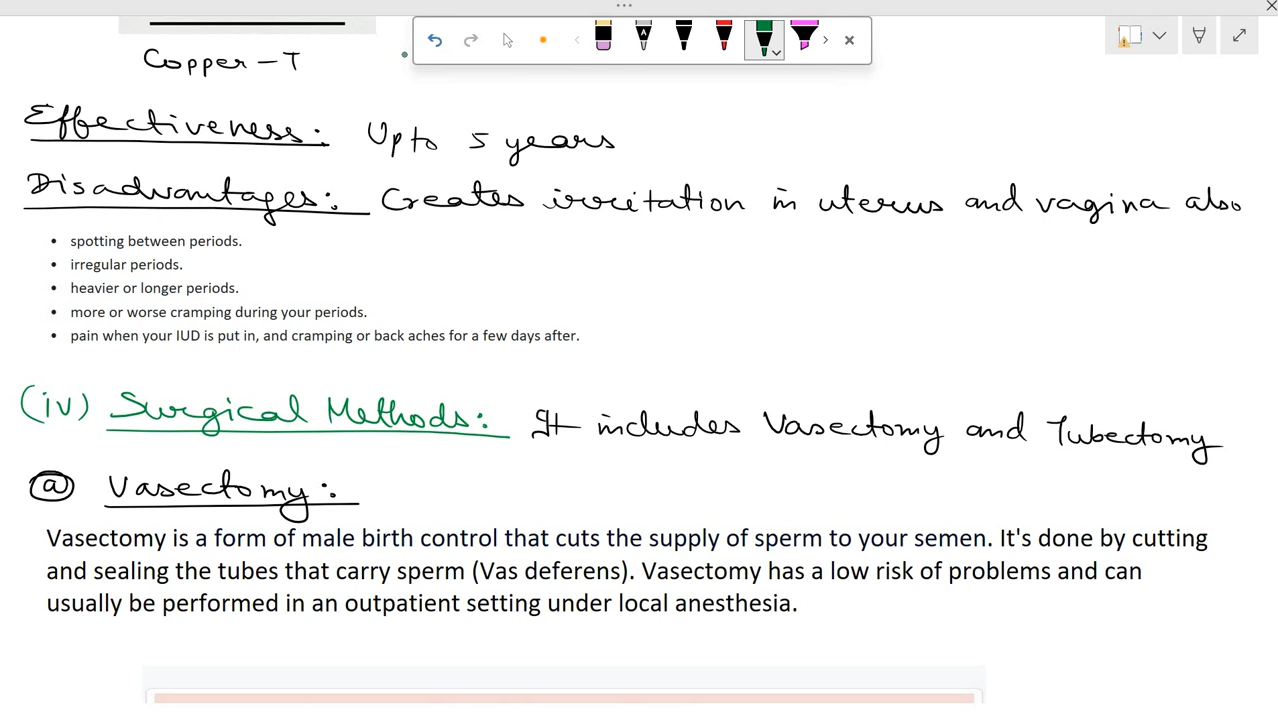 Copper-T
Effectiveness: Upto 5 years
Disadvantages: Creates irritation in uterus and vagina also
• spotting between periods.
• irregular periods.
• heavier or longer periods.
• more or worse cramping during your periods.
• pain when your IUD is put in, and cramping or back aches for a few days after.
(iv) Surgical Methods: It includes Vasectomy and Tubectomy
(a) Vasectomy:
Vasectomy is a form of male birth control that cuts the supply of sperm to your semen. It's done by cutting
and sealing the tubes that carry sperm (Vas deferens). Vasectomy has a low risk of problems and can
usually be performed in an outpatient setting under local anesthesia.